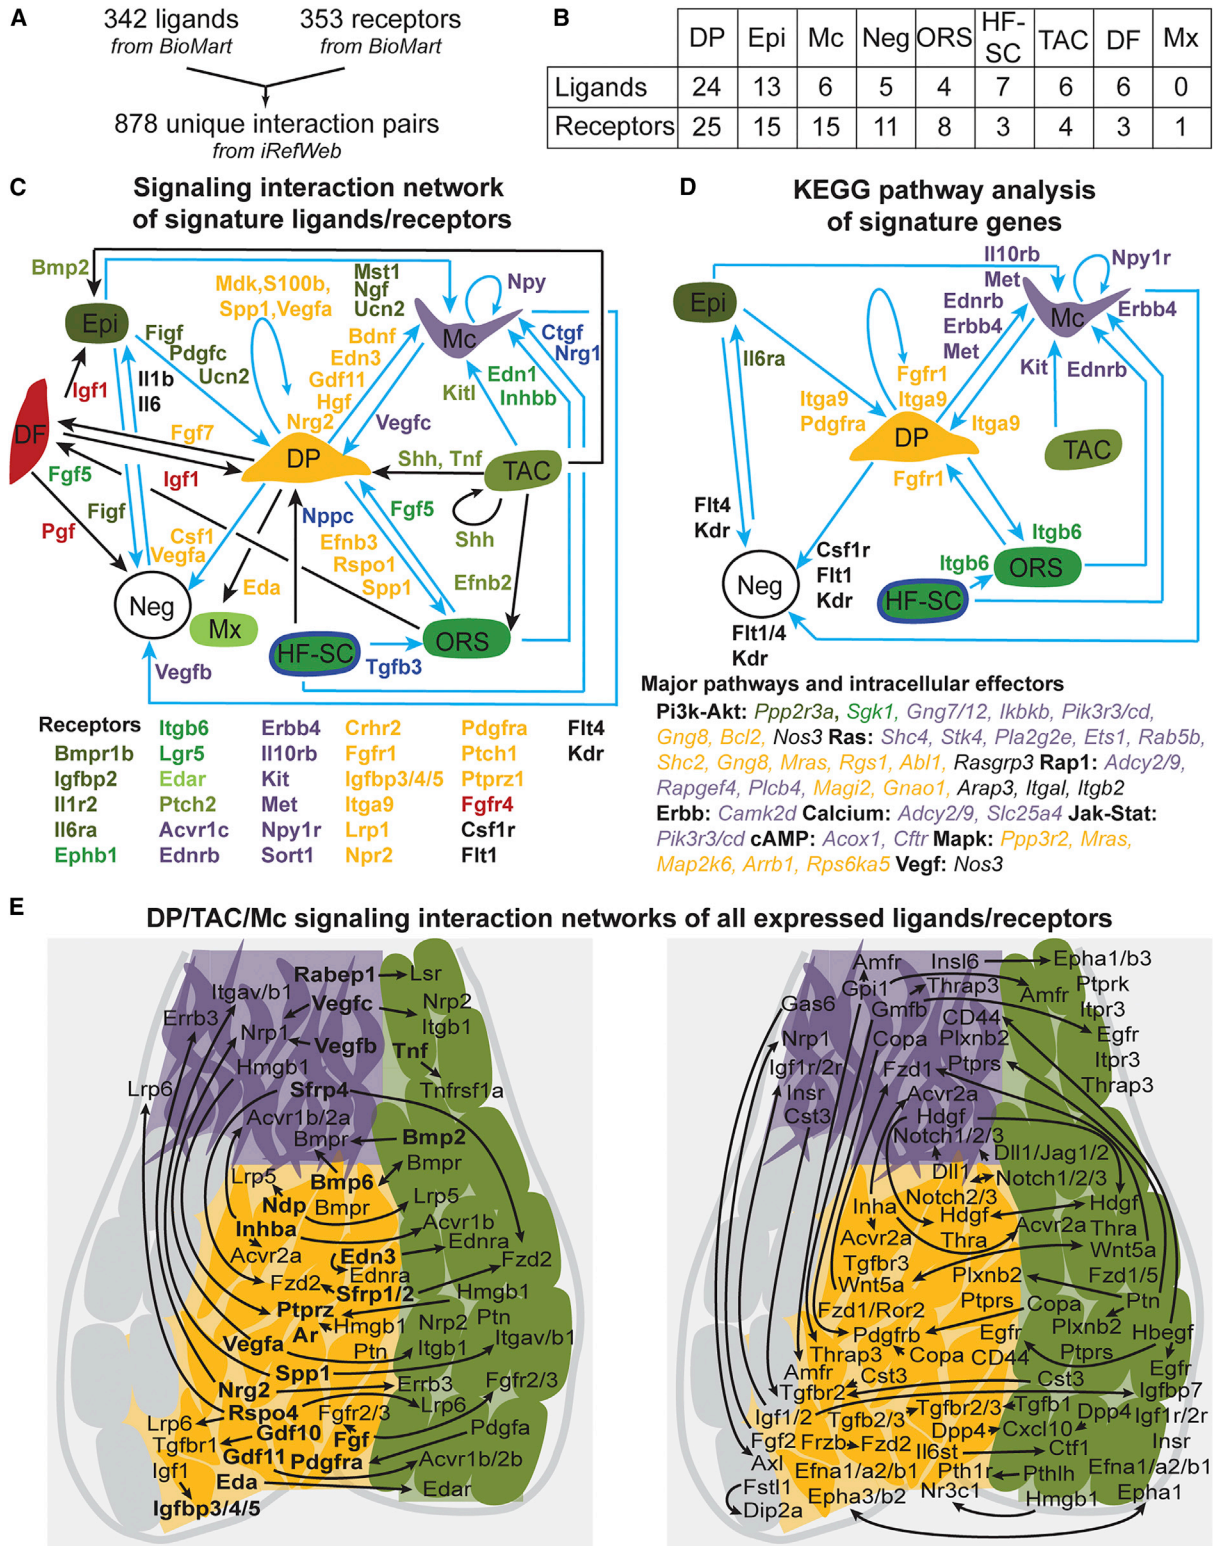 A
342 ligands
from BioMart
353 receptors
from BioMart
878 unique interaction pairs
from iRefWeb
B
DP Epi Mc Neg ORS HF-SC TAC DF Mx
Ligands 24 13 6 5 4 7 6 6 0
Receptors 25 15 15 11 8 3 4 3 1
C
Signaling interaction network
of signature ligands/receptors
Bmp2
Epi
Mdk,S100b,
Spp1,Vegfa
Mst1
Ngf
Ucn2
Npy
Mc
Figf
Pdgfc
Ucn2
Bdnf
Edn3
Gdf11
Hgf
Ctgf
Nrg1
Igf1
Il1b
Il6
Kitl
Edn1
Inhbb
DF
Fgf7
Nrg2
DP
Vegfc
Shh, Tnf
TAC
Fgf5
Igf1
Figf
Pgf
Nppc
Fgf5
Shh
Csf1
Vegfa
Efnb3
Rspo1
Spp1
Efnb2
Eda
Neg
Mx
HF-SC
ORS
Tgfb3
Vegfb
Receptors
Bmpr1b
Igfbp2
Il1r2
Il6ra
Ephb1
Itgb6
Lgr5
Edar
Ptch2
Acvr1c
Ednrb
Erbb4
Il10rb
Kit
Met
Npy1r
Sort1
Crhr2
Fgfr1
Igfbp3/4/5
Itga9
Lrp1
Npr2
Pdgfra
Ptch1
Ptprz1
Fgfr4
Csf1r
Flt1
Flt4
Kdr
D
KEGG pathway analysis
of signature genes
Epi
Il10rb
Met
Npy1r
Ednrb
Erbb4
Met
Mc
Erbb4
Il6ra
Fgfr1
Itga9
Kit
Ednrb
Itga9
Pdgfra
DP
Itga9
TAC
Fgfr1
Flt4
Kdr
Itgb6
Csf1r
Flt1
Kdr
Neg
Itgb6
ORS
HF-SC
Flt1/4
Kdr
Major pathways and intracellular effectors
Pi3k-Akt: Ppp2r3a, Sgk1, Gng7/12, Ikbkb, Pik3r3/cd,
Gng8, Bcl2, Nos3 Ras: Shc4, Stk4, Pla2g2e, Ets1, Rab5b,
Shc2, Gng8, Mras, Rgs1, Abl1, Rasgrp3 Rap1: Adcy2/9,
Rapgef4, Plcb4, Magi2, Gnao1, Arap3, Itgal, Itgb2
Erbb: Camk2d Calcium: Adcy2/9, Slc25a4 Jak-Stat:
Pik3r3/cd cAMP: Acox1, Cftr Mapk: Ppp3r2, Mras,
Map2k6, Arrb1, Rps6ka5 Vegf: Nos3
E
DP/TAC/Mc signaling interaction networks of all expressed ligands/receptors
Rabep1
Lsr
Itgav/b1
Vegfc
Nrp2
Errb3
Nrp1
Itgb1
Vegfb
Tnf
Hmgb1
Lrp6
Sfrp4
Tnfrsf1a
Acvr1b/2a
Bmpr
Bmp2
Bmpr
Lrp5
Bmp6
Ndp
Bmpr
Lrp5
Inhba
Acvr1b
Acvr2a
Edn3
Ednra
Ednra
Fzd2
Fzd2
Sfrp1/2
Hmgb1
Ptprz
Ptn
Ar
Hmgb1
Nrp2
Vegfa
Ptn
Itgb1
Itgav/b1
Spp1
Nrg2
Errb3
Fgfr2/3
Rspo4
Fgfr2/3
Lrp6
Lrp6
Gdf10
Pdgfa
Tgfbr1
Fgf
Gdf11
Pdgfra
Acvr1b/2b
Igf1
Eda
Edar
Igfbp3/4/5
Amfr
Insl6
Epha1/b3
Gpi1
Thrap3
Amfr
Ptprk
Gas6
Gmfb
CD44
Itpr3
Nrp1
Copa
Plxnb2
Egfr
Igf1r/2r
Fzd1
Ptprs
Itpr3
Insr
Acvr2a
Thrap3
Cst3
Hdgf
Notch1/2/3
Dll1/Jag1/2
Dll1
Notch1/2/3
Inha
Notch2/3
Hdgf
Hdgf
Acvr2a
Thra
Acvr2a
Thra
Tgfbr3
Wnt5a
Wnt5a
Plxnb2
Fzd1/5
Fzd1/Ror2
Ptprs
Copa
Ptn
Pdgfrb
Egfr
Plxnb2
Hbegf
Thrap3
Copa
CD44
Ptprs
Amfr
Cst3
Cst3
Egfr
Tgfbr2
Igfbp7
Igf1/2
Tgfb2/3
Tgfbr2/3
Tgfb1
Dpp4
Igf1r/2r
Fgf2
Frzb
Fzd2
Dpp4
Cxcl10
Insr
Axl
Il6st
Ctf1
Efna1/a2/b1
Pth1r
Pthlh
Efna1/a2/b1
Fstl1
Epha3/b2
Nr3c1
Hmgb1
Epha1
Dip2a